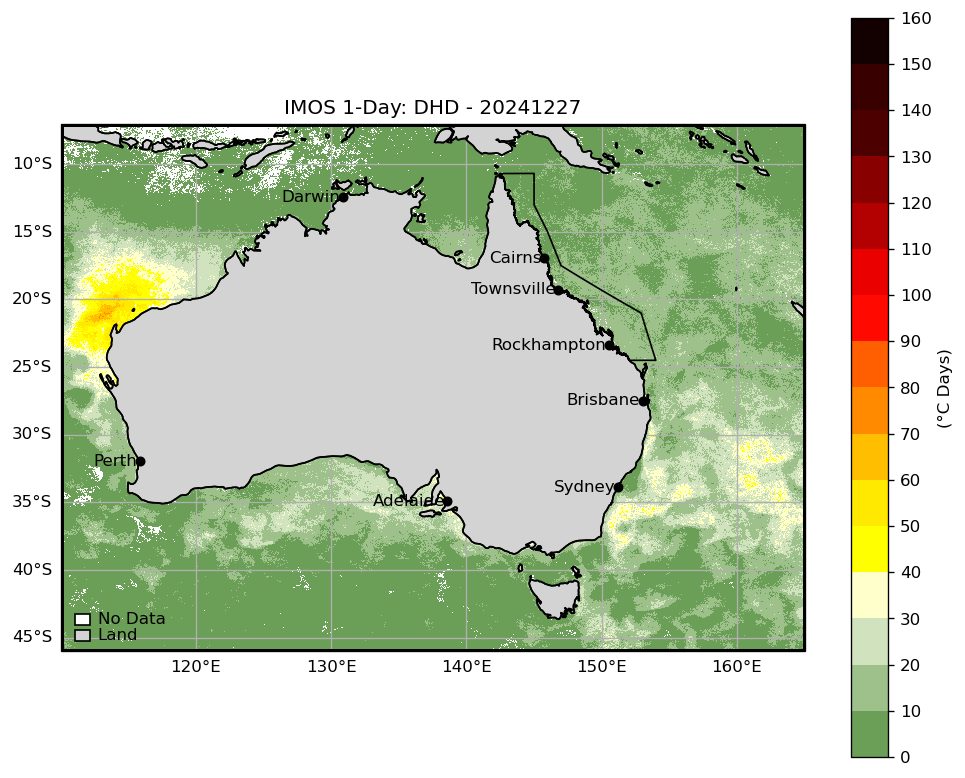 IMOS 1-Day: DHD - 20241227
10°S
15°S
20°S
25°S
30°S
35°S
40°S
45°S
120°E
130°E
140°E
150°E
160°E
Darwin
Cairns
Townsville
Rockhampton
Brisbane
Perth
Sydney
Adelaide
No Data
Land
160
150
140
130
120
110
100
90
80
70
60
50
40
30
20
10
0
(°C Days)